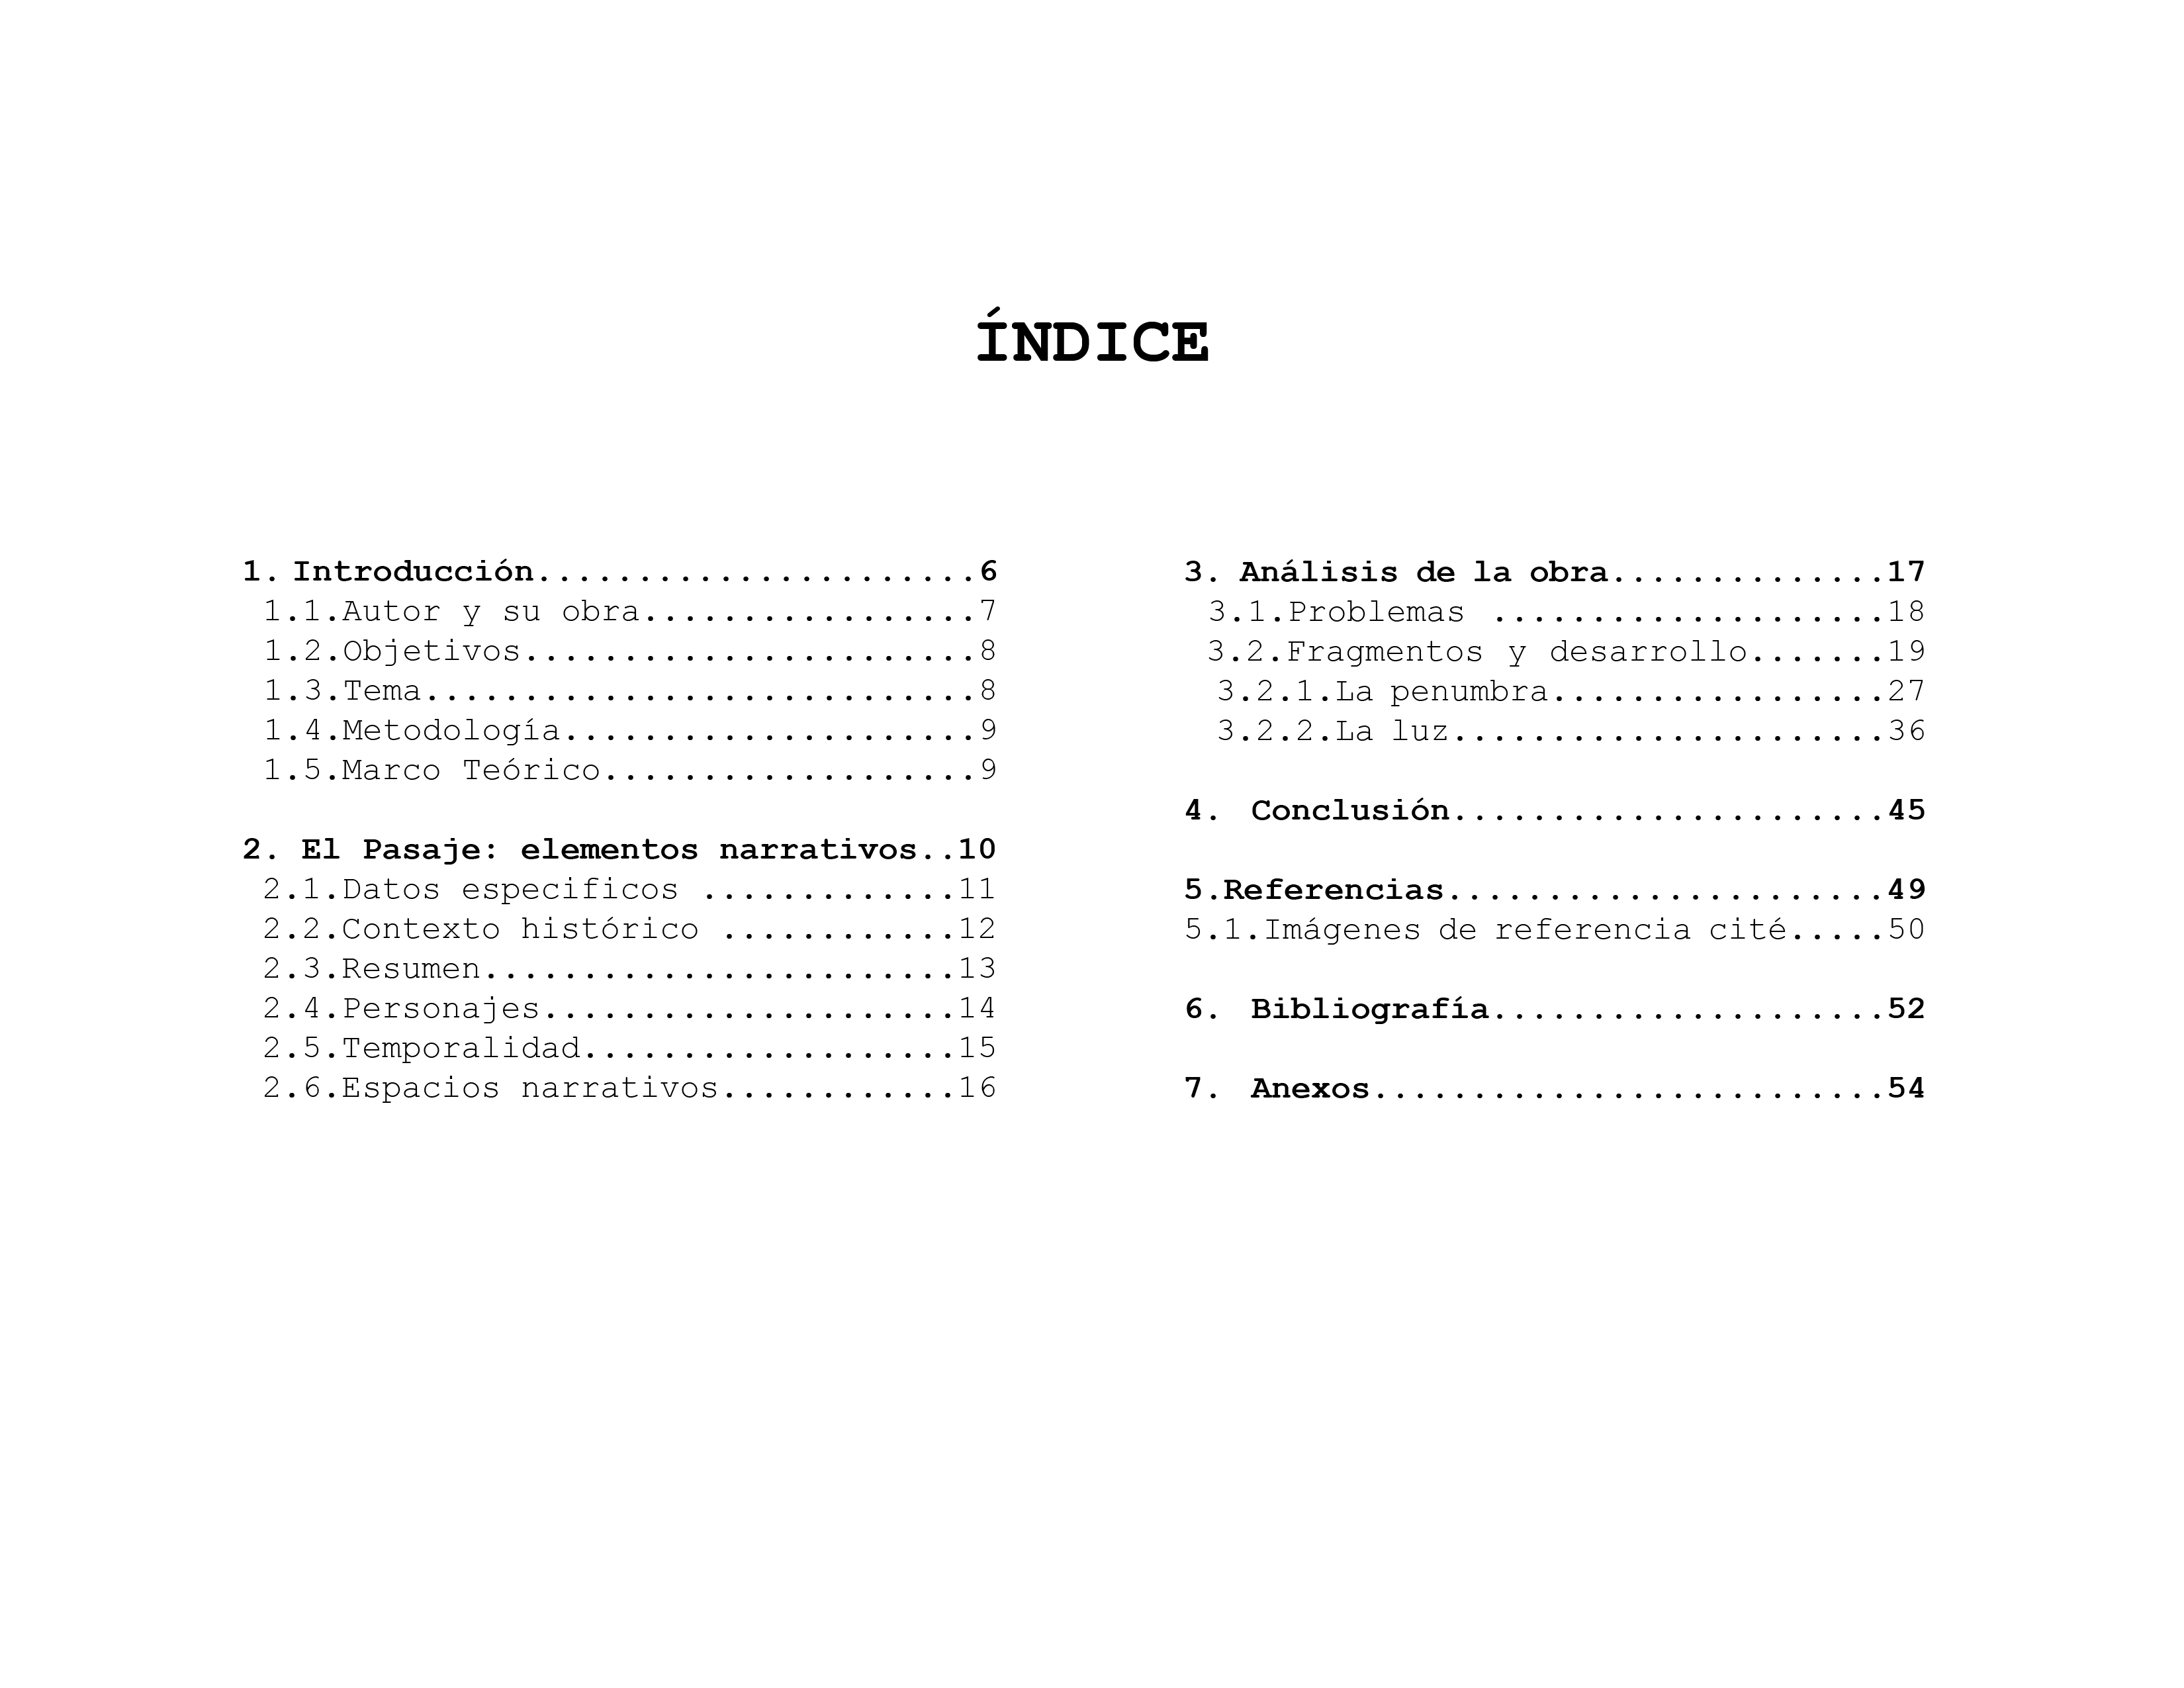 ÍNDICE
1. Introducción......................6
1.1.Autor y su obra.................7
1.2.Objetivos.......................8
1.3.Tema............................8
1.4.Metodología.....................9
1.5.Marco Teórico...................9
2. El Pasaje: elementos narrativos..10
2.1.Datos especificos .............11
2.2.Contexto histórico ............12
2.3.Resumen........................13
2.4.Personajes.....................14
2.5.Temporalidad...................15
2.6.Espacios narrativos............16
3. Análisis de la obra..............17
3.1.Problemas ....................18
3.2.Fragmentos y desarrollo.......19
3.2.1.La penumbra.................27
3.2.2.La luz......................36
4. Conclusión......................45
5.Referencias......................49
5.1.Imágenes de referencia cité.....50
6. Bibliografía....................52
7. Anexos..........................54